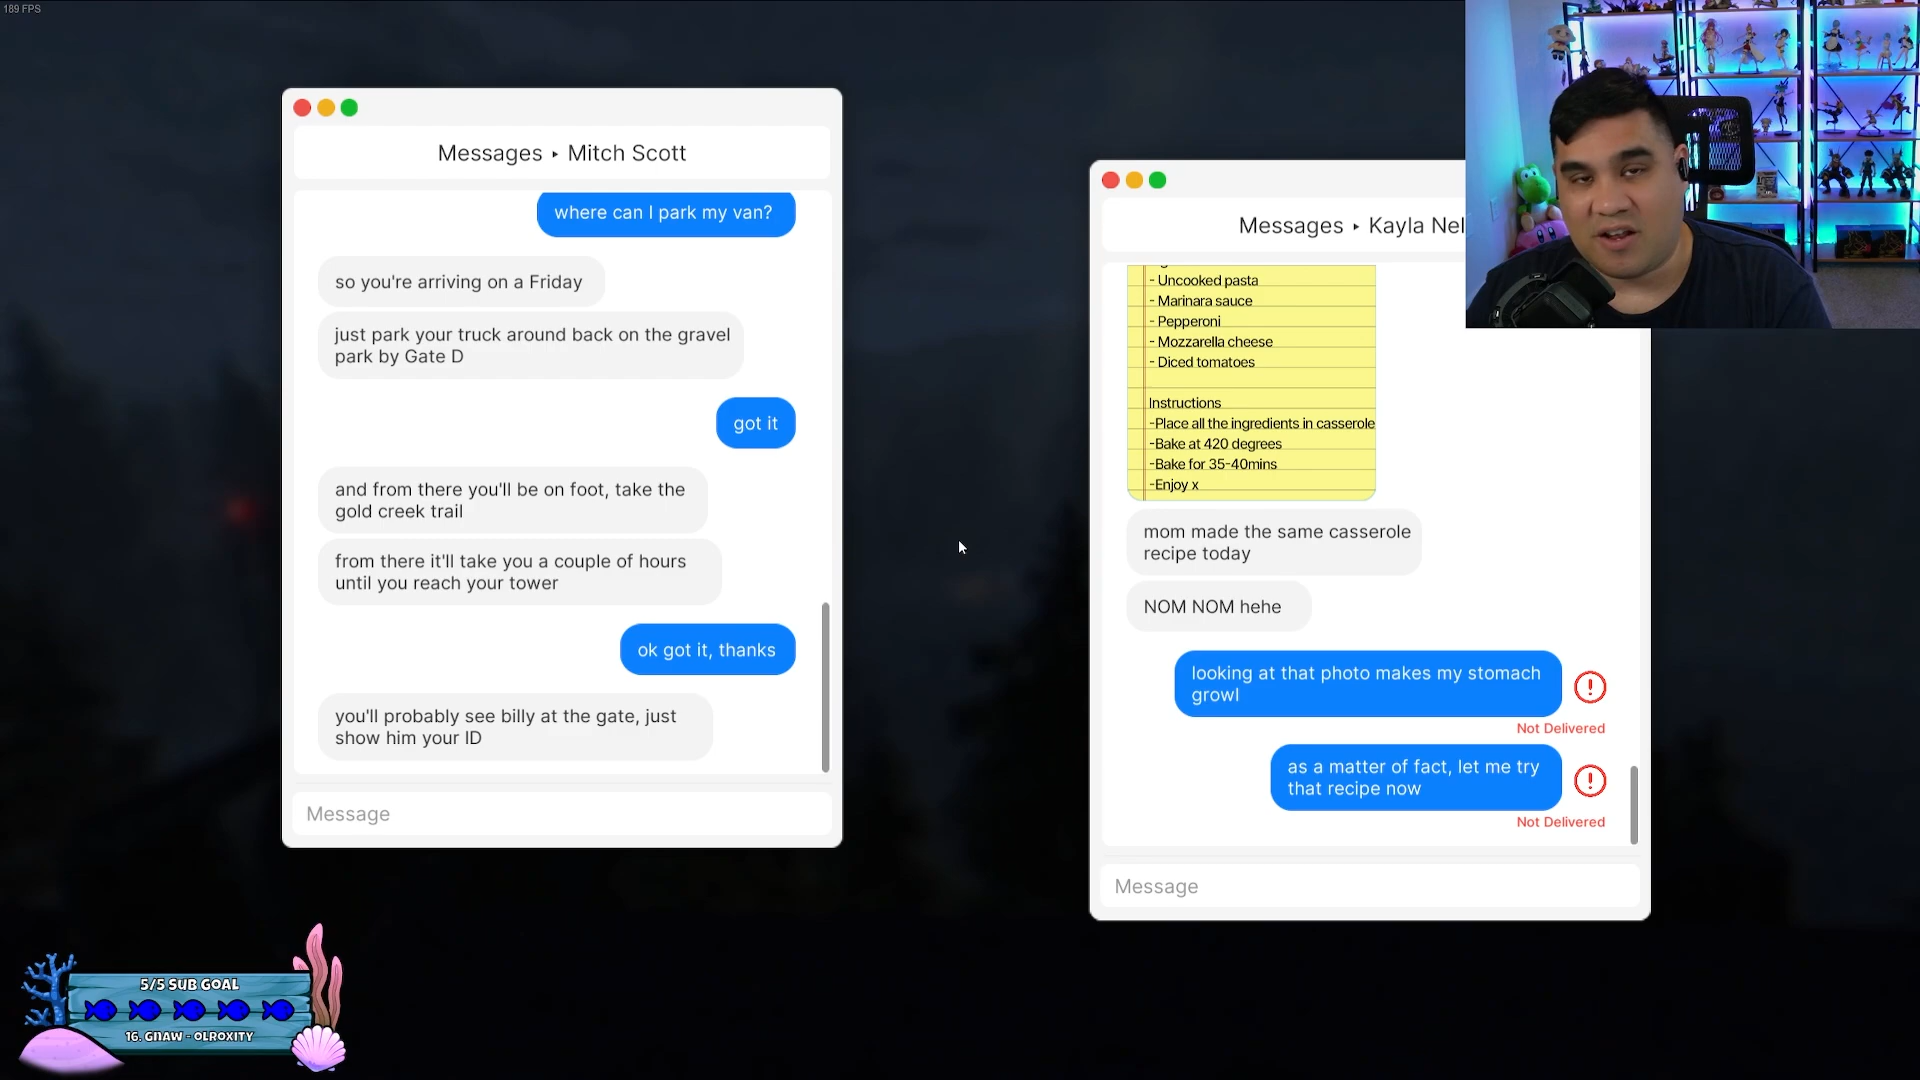 189 FPS
Messages ▸ Mitch Scott
where can I park my van?
so you're arriving on a Friday
just park your truck around back on the gravel
park by Gate D
got it
and from there you'll be on foot, take the
gold creek trail
from there it'll take you a couple of hours
until you reach your tower
ok got it, thanks
you'll probably see billy at the gate, just
show him your ID
Message
Messages ▸ Kayla Nel
- Uncooked pasta
- Marinara sauce
- Pepperoni
- Mozzarella cheese
- Diced tomatoes
Instructions
-Place all the ingredients in casserole
-Bake at 420 degrees
-Bake for 35-40mins
-Enjoy x
mom made the same casserole
recipe today
NOM NOM hehe
looking at that photo makes my stomach
growl
Not Delivered
as a matter of fact, let me try
that recipe now
Not Delivered
Message
5/5 SUB GOAL
16. GNAW - OLROXITY